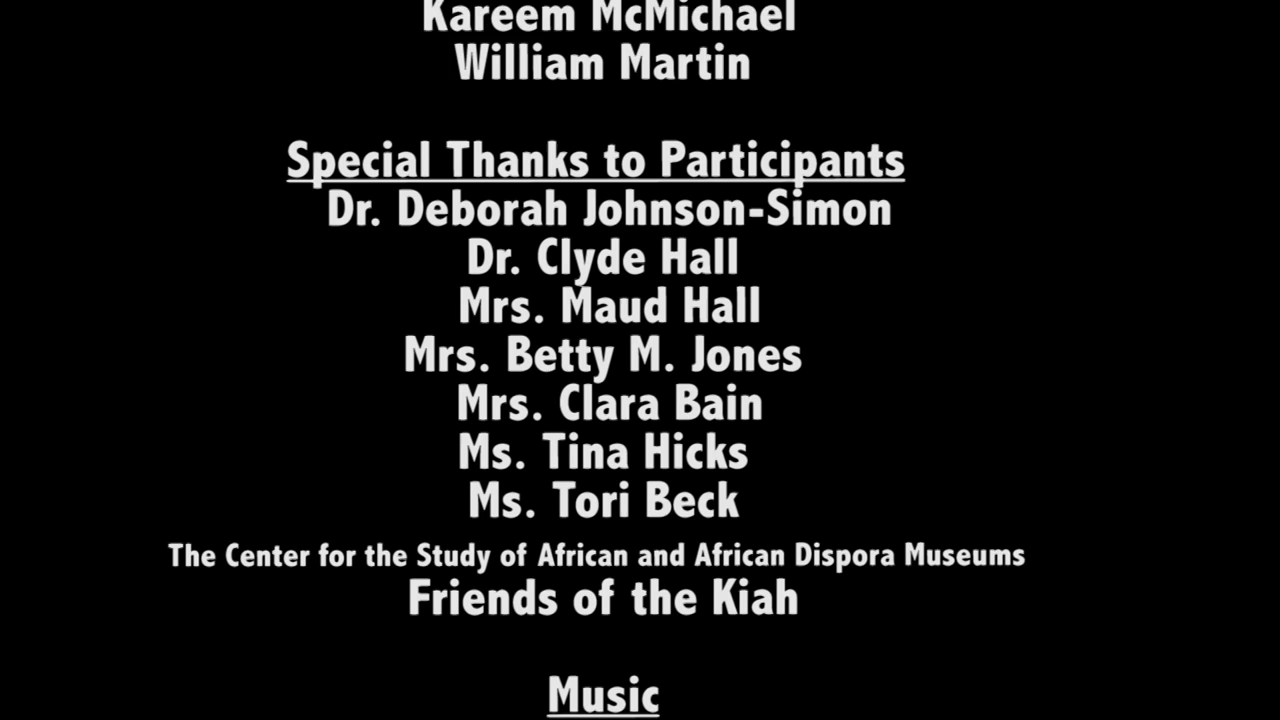 Kareem McMichael
William Martin
Special Thanks to Participants
Dr. Deborah Johnson-Simon
Dr. Clyde Hall
Mrs. Maud Hall
Mrs. Betty M. Jones
Mrs. Clara Bain
Ms. Tina Hicks
Ms. Tori Beck
The Center for the Study of African and African Dispora Museums
Friends of the Kiah
Music